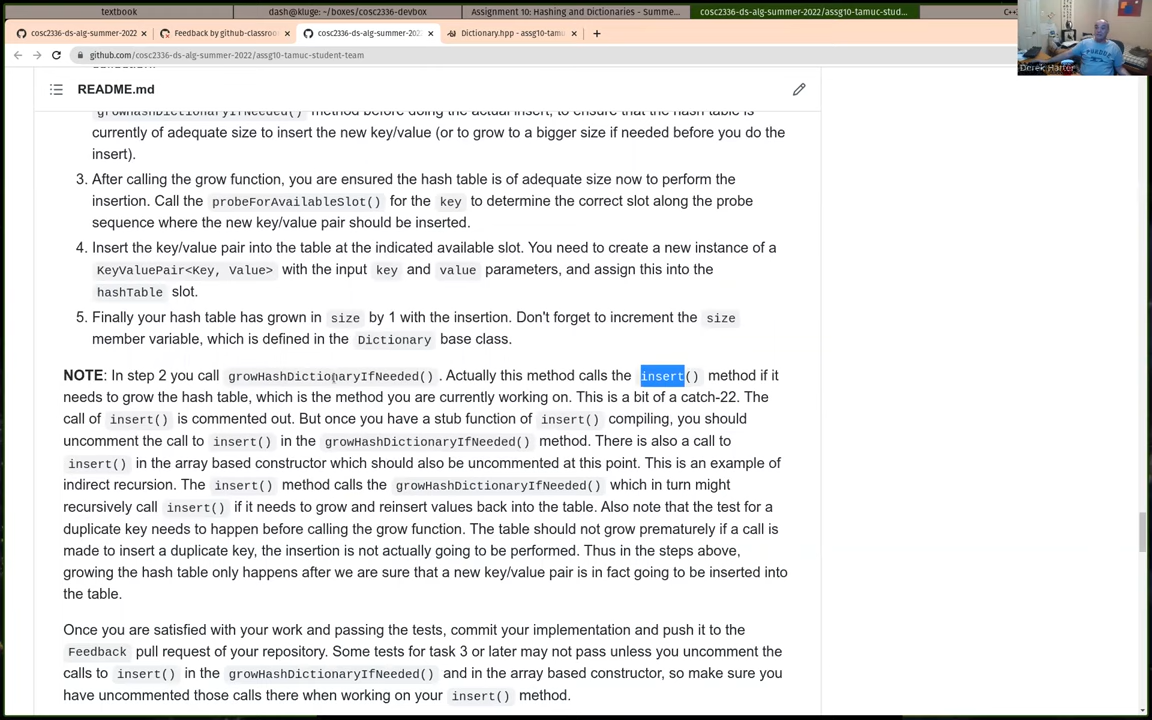 textbook
dash@kluge: ~/boxes/cosc2336-devbox
Assignment 10: Hashing and Dictionaries - Summe...
cosc2336-ds-alg-summer-2022/assg10-tamuc-stud...
C++
cosc2336-ds-alg-summer-2022
Feedback by github-classroo
cosc2336-ds-alg-summer-2022
Dictionary.hpp - assg10-tamu
github.com/cosc2336-ds-alg-summer-2022/assg10-tamuc-student-team
PURDUE
Derek Harter
README.md
growHashDictionaryIfNeeded() method before doing the actual insert, to ensure that the hash table is
currently of adequate size to insert the new key/value (or to grow to a bigger size if needed before you do the
insert).
3. After calling the grow function, you are ensured the hash table is of adequate size now to perform the
insertion. Call the probeForAvailableSlot() for the key to determine the correct slot along the probe
sequence where the new key/value pair should be inserted.
4. Insert the key/value pair into the table at the indicated available slot. You need to create a new instance of a
KeyValuePair<Key, Value> with the input key and value parameters, and assign this into the
hashTable slot.
5. Finally your hash table has grown in size by 1 with the insertion. Don't forget to increment the size
member variable, which is defined in the Dictionary base class.
NOTE: In step 2 you call growHashDictionaryIfNeeded() . Actually this method calls the insert() method if it
needs to grow the hash table, which is the method you are currently working on. This is a bit of a catch-22. The
call of insert() is commented out. But once you have a stub function of insert() compiling, you should
uncomment the call to insert() in the growHashDictionaryIfNeeded() method. There is also a call to
insert() in the array based constructor which should also be uncommented at this point. This is an example of
indirect recursion. The insert() method calls the growHashDictionaryIfNeeded() which in turn might
recursively call insert() if it needs to grow and reinsert values back into the table. Also note that the test for a
duplicate key needs to happen before calling the grow function. The table should not grow prematurely if a call is
made to insert a duplicate key, the insertion is not actually going to be performed. Thus in the steps above,
growing the hash table only happens after we are sure that a new key/value pair is in fact going to be inserted into
the table.
Once you are satisfied with your work and passing the tests, commit your implementation and push it to the
Feedback pull request of your repository. Some tests for task 3 or later may not pass unless you uncomment the
calls to insert() in the growHashDictionaryIfNeeded() and in the array based constructor, so make sure you
have uncommented those calls there when working on your insert() method.